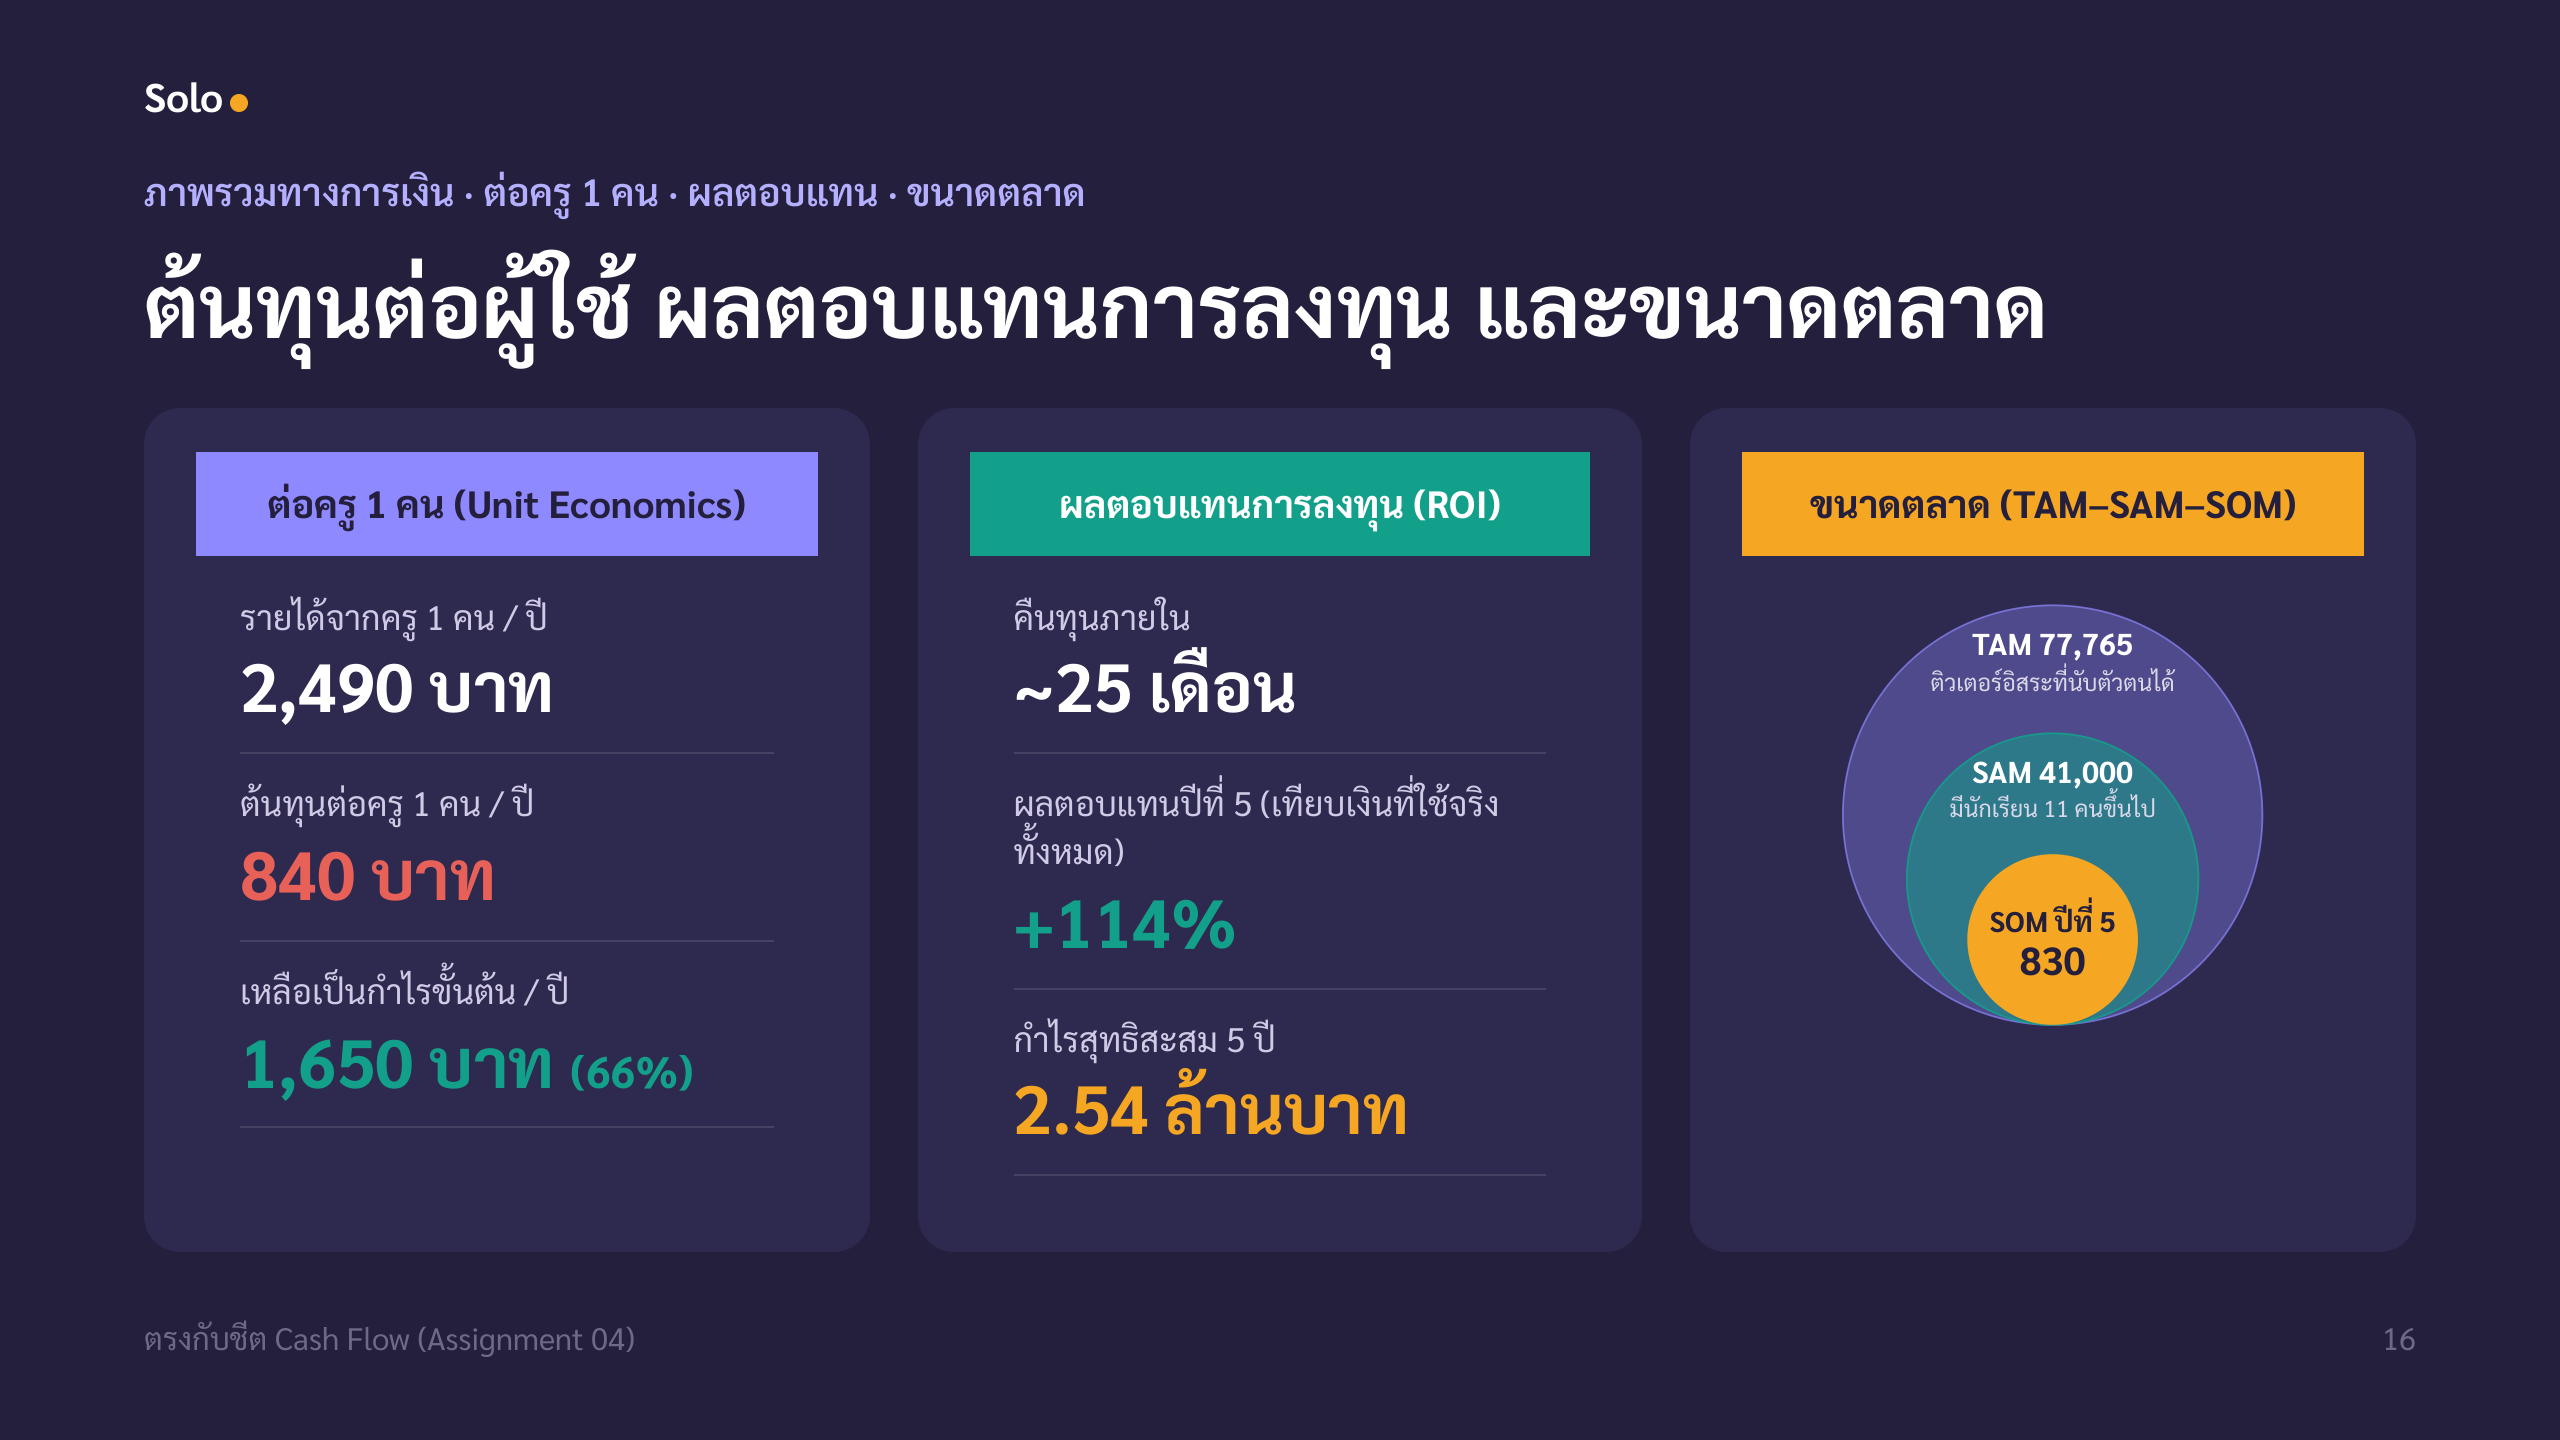 Solo
ภาพรวมทางการเงิน · ต่อครู 1 คน · ผลตอบแทน · ขนาดตลาด
ต้นทุนต่อผู้ใช้ ผลตอบแทนการลงทุน และขนาดตลาด
ต่อครู 1 คน (Unit Economics)
รายได้จากครู 1 คน / ปี
2,490 บาท
ต้นทุนต่อครู 1 คน / ปี
840 บาท
เหลือเป็นกำไรขั้นต้น / ปี
1,650 บาท (66%)
ผลตอบแทนการลงทุน (ROI)
คืนทุนภายใน
~25 เดือน
ผลตอบแทนปีที่ 5 (เทียบเงินที่ใช้จริง
ทั้งหมด)
+114%
กำไรสุทธิสะสม 5 ปี
2.54 ล้านบาท
ขนาดตลาด (TAM–SAM–SOM)
TAM 77,765
ติวเตอร์อิสระที่นับตัวตนได้
SAM 41,000
มีนักเรียน 11 คนขึ้นไป
SOM ปีที่ 5
830
ตรงกับชีต Cash Flow (Assignment 04)
16